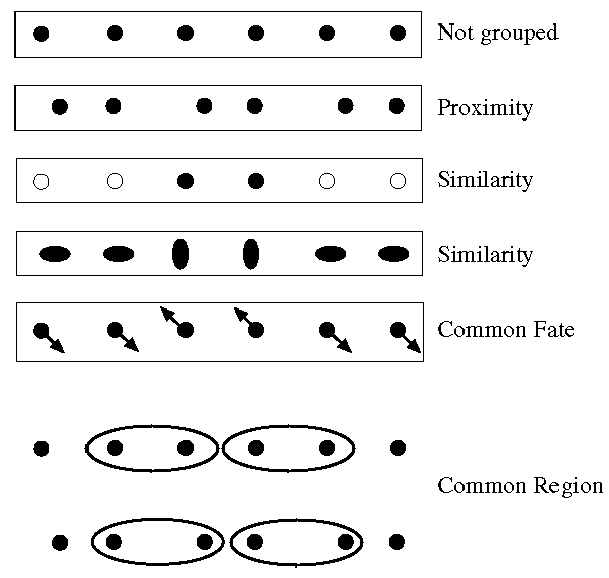 Not grouped
Proximity
Similarity
Similarity
Common Fate
Common Region